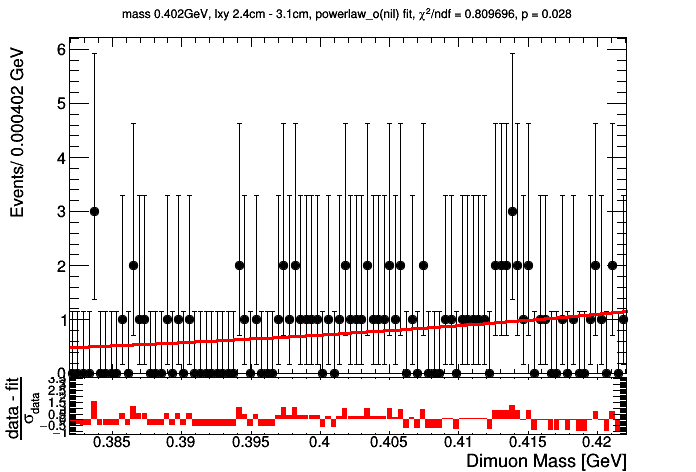 mass 0.402GeV, lxy 2.4cm - 3.1cm, powerlaw_o(nil) fit, χ²/ndf = 0.809696, p = 0.028
Events/ 0.000402 GeV
6
5
4
3
2
1
0
data - fit
σdata
0.385 0.39 0.395 0.4 0.405 0.41 0.415 0.42
Dimuon Mass [GeV]